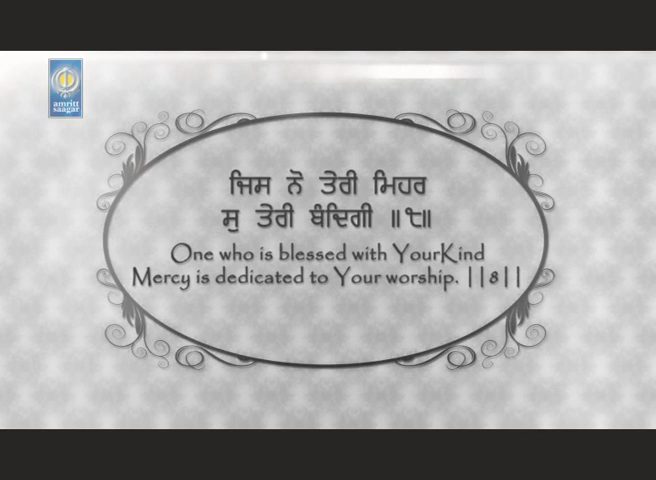 amritt
saagar
ਜਿਸ ਨੋ ਤੇਰੀ ਮਿਹਰ
ਸੁ ਤੇਰੀ ਬੰਦਿਗੀ ॥੮॥
One who is blessed with YourKind
Mercy is dedicated to Your worship. ||8||